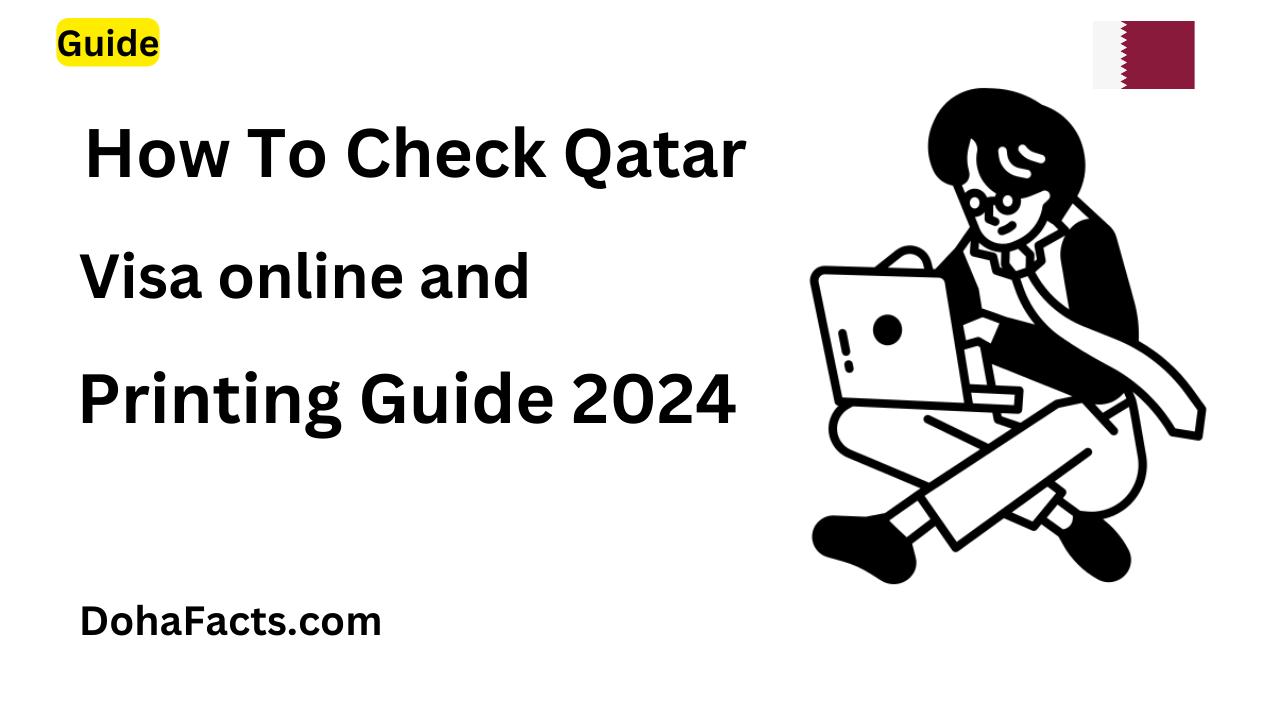 Guide
How To Check Qatar
Visa online and
Printing Guide 2024
DohaFacts.com